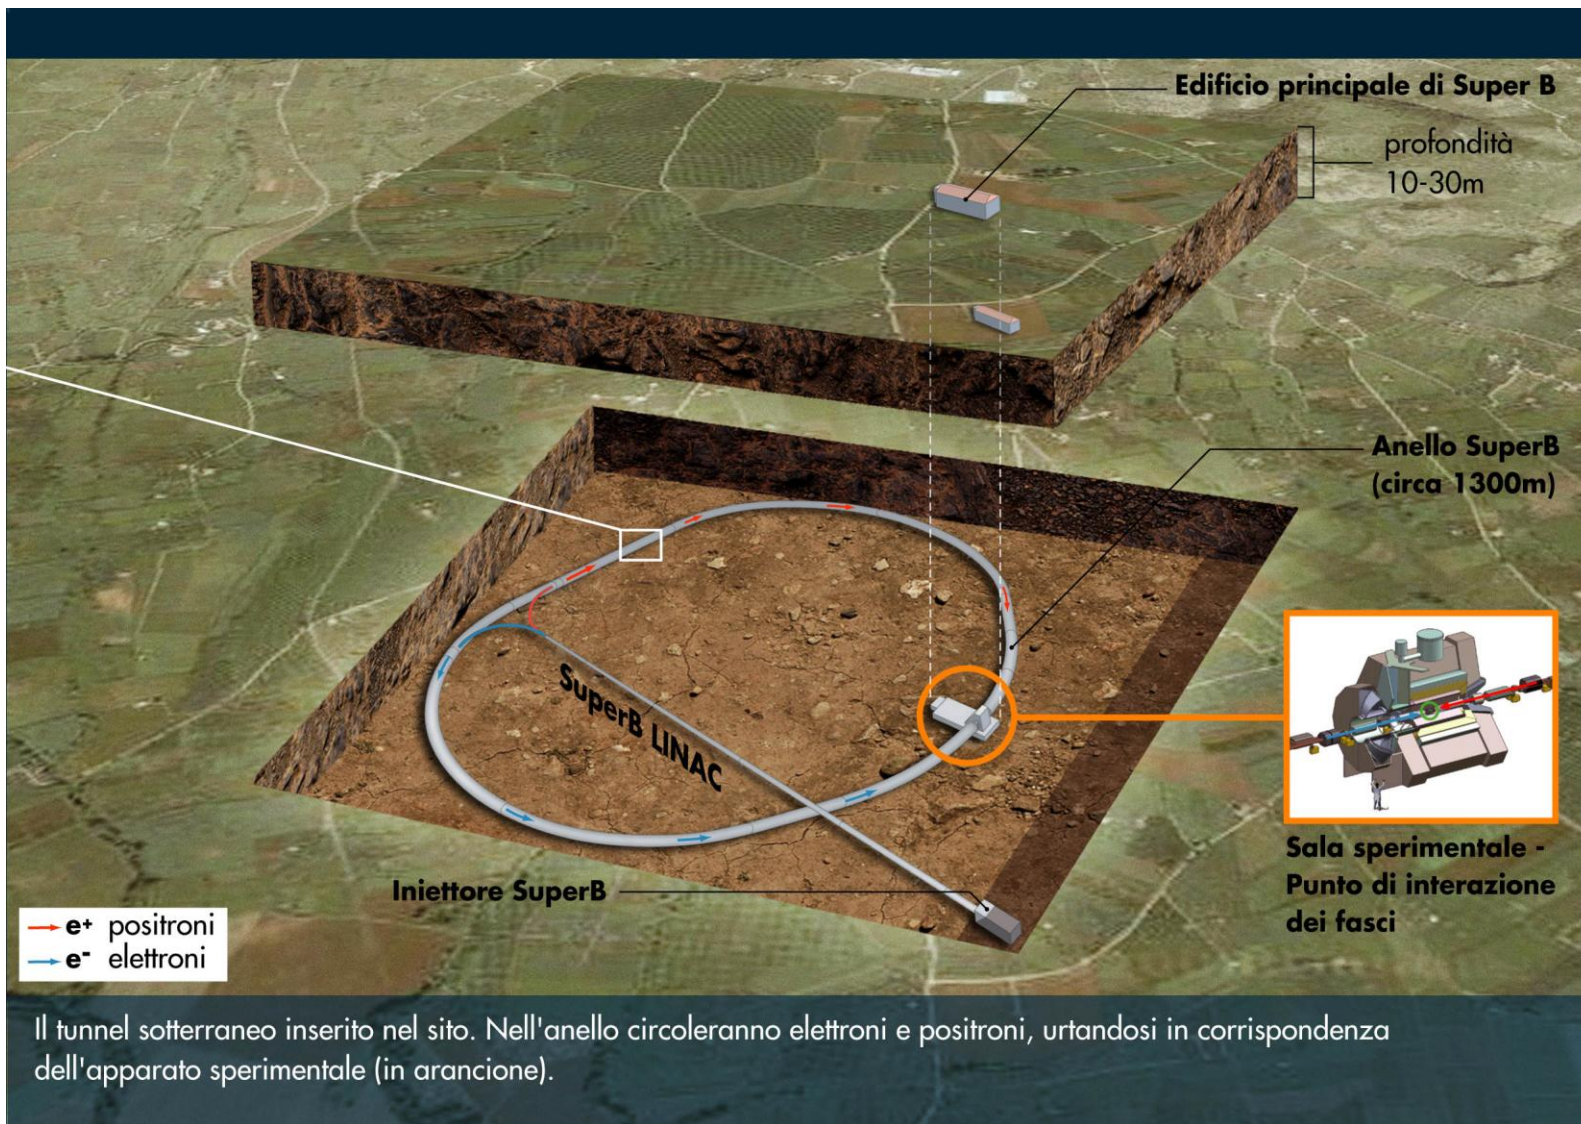 Edificio principale di Super B
profondità
10-30m
Anello SuperB
(circa 1300m)
SuperB LINAC
Sala sperimentale -
Punto di interazione
dei fasci
Iniettore SuperB
e+ positroni
e- elettroni
Il tunnel sotterraneo inserito nel sito. Nell'anello circoleranno elettroni e positroni, urtandosi in corrispondenza
dell'apparato sperimentale (in arancione).